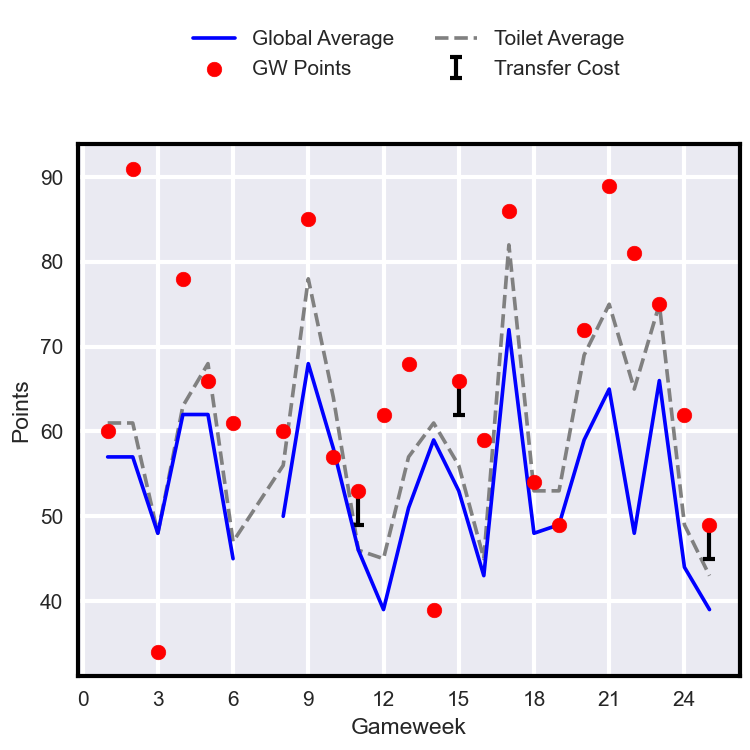 Global Average
Toilet Average
GW Points
Transfer Cost
90
80
70
60
50
40
Points
0 3 6 9 12 15 18 21 24
Gameweek